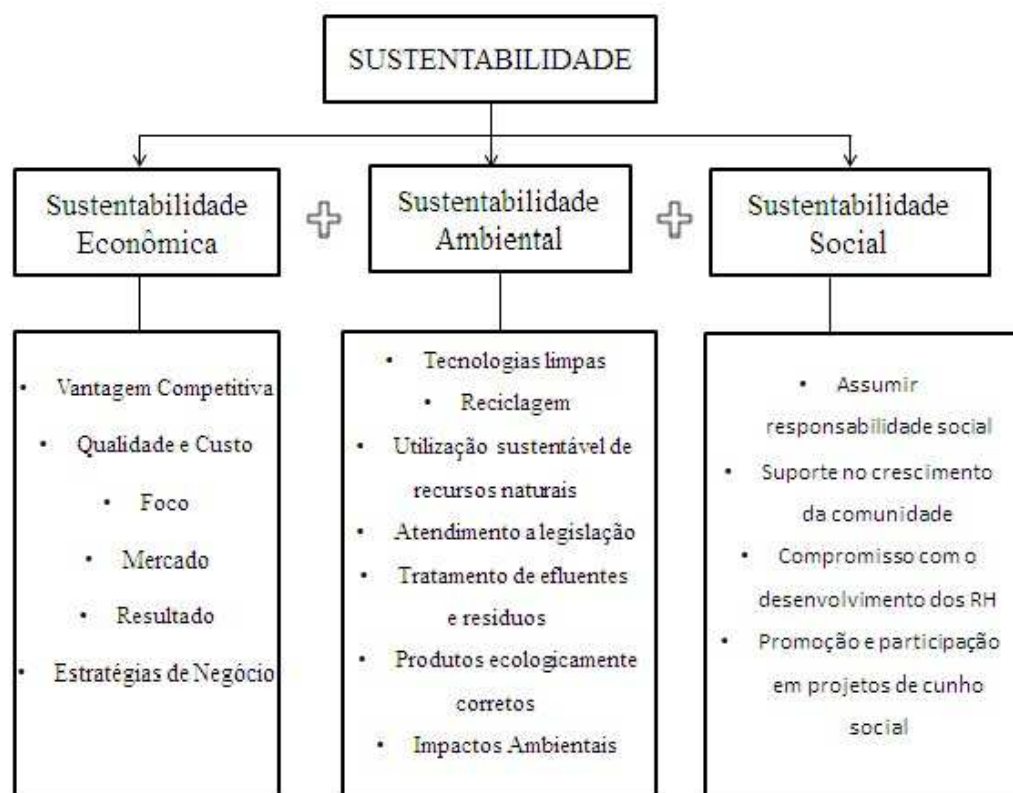 SUSTENTABILIDADE
Sustentabilidade
Econômica
Sustentabilidade
Ambiental
Sustentabilidade
Social
• Vantagem Competitiva
• Qualidade e Custo
• Foco
• Mercado
• Resultado
• Estratégias de Negócio
• Tecnologias limpas
• Reciclagem
• Utilização sustentável de
recursos naturais
• Atendimento a legislação
• Tratamento de efluentes
e resíduos
• Produtos ecologicamente
corretos
• Impactos Ambientais
• Assumir
responsabilidade social
• Suporte no crescimento
da comunidade
• Compromisso com o
desenvolvimento dos RH
• Promoção e participação
em projetos de cunho
social